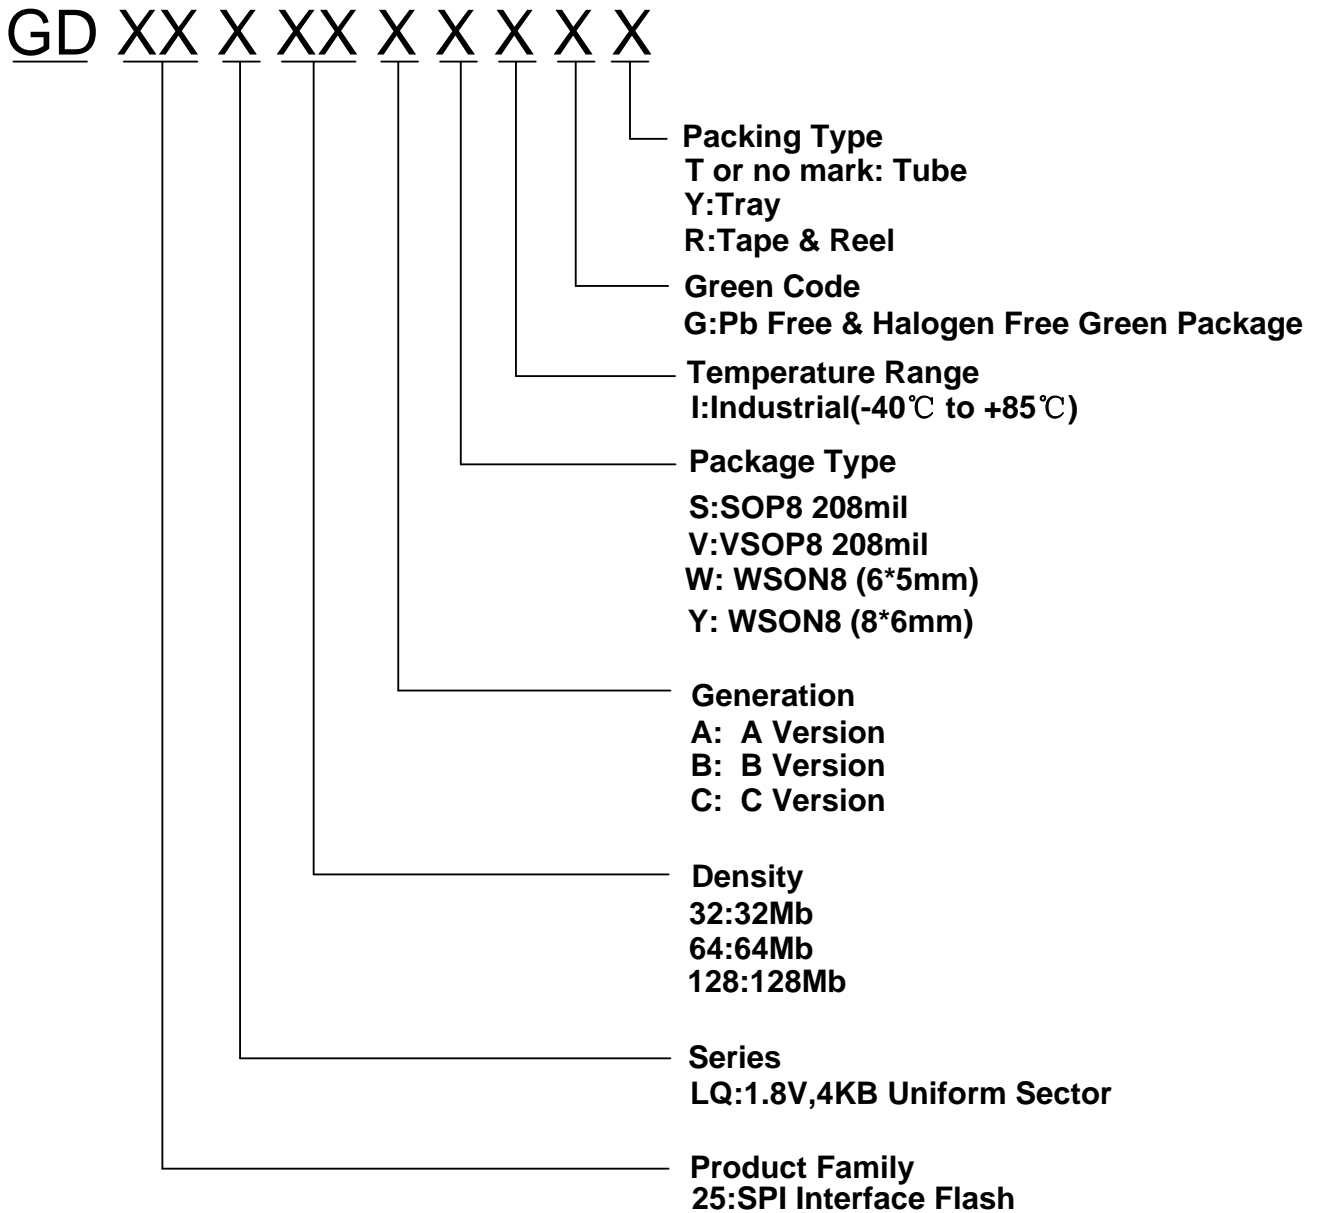 GD XX X XX X X X X X
Packing Type
T or no mark: Tube
Y:Tray
R:Tape & Reel
Green Code
G:Pb Free & Halogen Free Green Package
Temperature Range
I:Industrial(-40℃ to +85℃)
Package Type
S:SOP8 208mil
V:VSOP8 208mil
W: WSON8 (6*5mm)
Y: WSON8 (8*6mm)
Generation
A: A Version
B: B Version
C: C Version
Density
32:32Mb
64:64Mb
128:128Mb
Series
LQ:1.8V,4KB Uniform Sector
Product Family
25:SPI Interface Flash